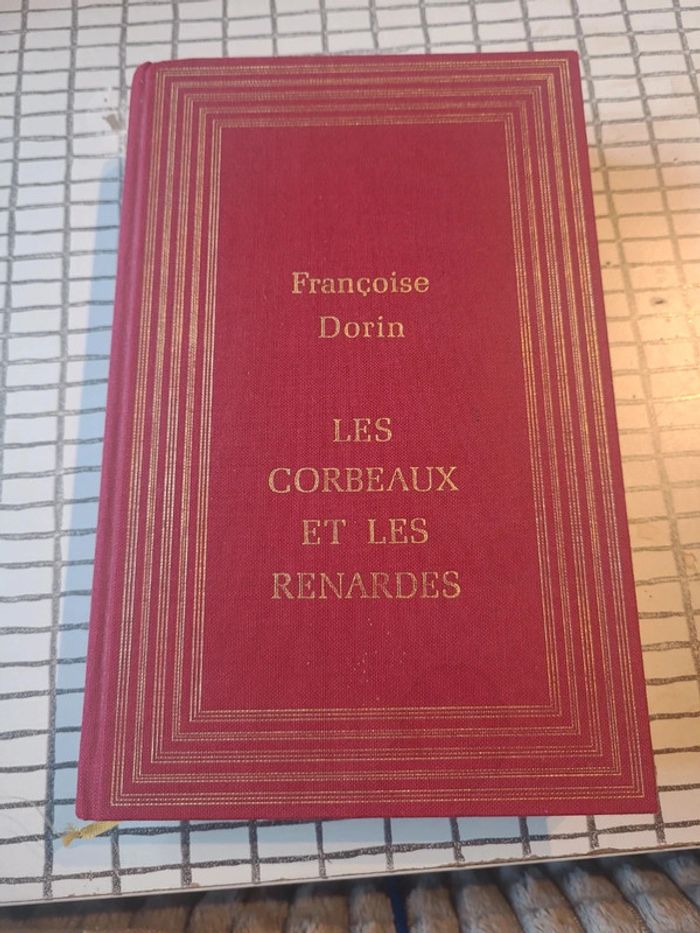 Françoise
Dorin
LES
CORBEAUX
ET LES
RENARDES